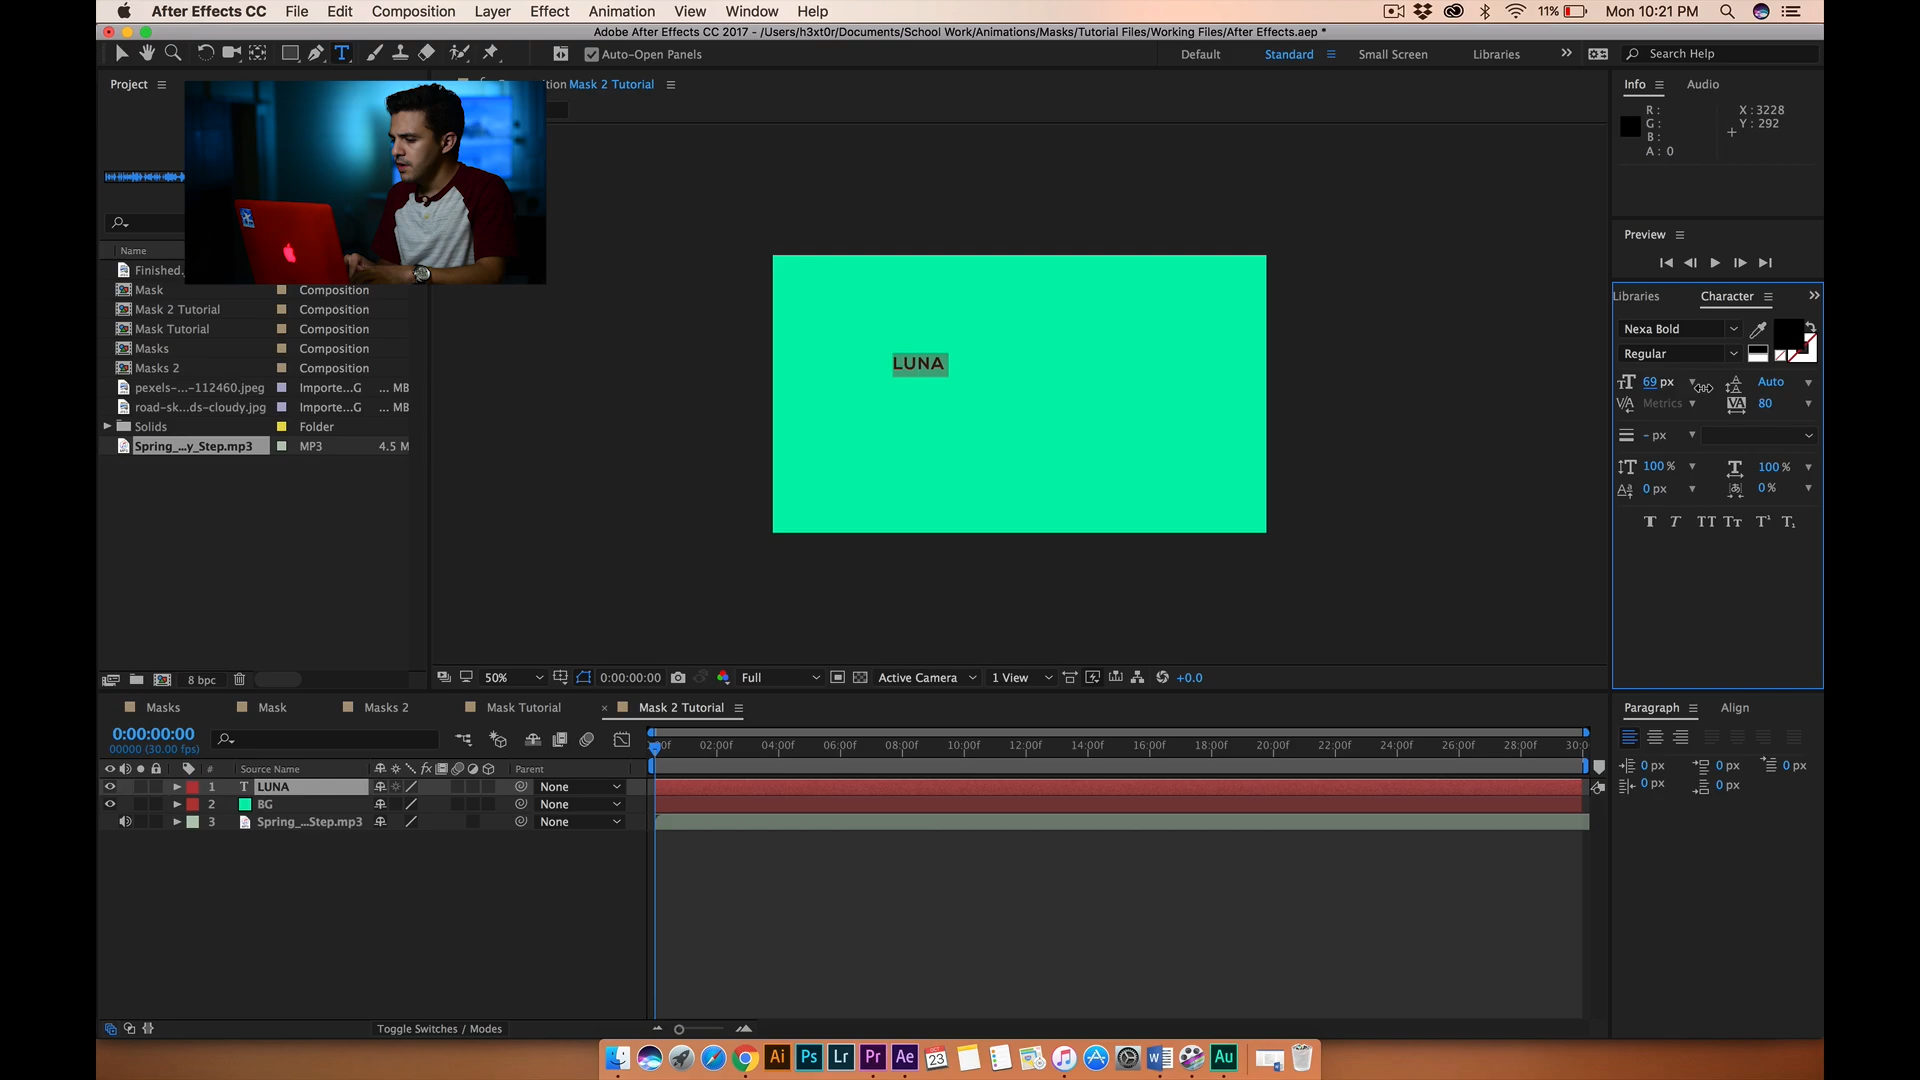 After Effects CC File Edit Composition Layer Effect Animation View Window Help 11% Mon 10:21 PM
Adobe After Effects CC 2017 - /Users/h3xt0r/Documents/School Work/Animations/Masks/Tutorial Files/Working Files/After Effects.aep *
Auto-Open Panels Default Standard Small Screen Libraries Search Help
Project
Mask 2 Tutorial
Info Audio
R :
G :
B :
A : 0
X : 3228
Y : 292
Preview
Libraries Character
Nexa Bold
Regular
69 px Auto
Metrics 80
- px
100 % 100 %
0 px 0 %
Name
Finished.
Mask Composition
Mask 2 Tutorial Composition
Mask Tutorial Composition
Masks Composition
Masks 2 Composition
pexels-...-112460.jpeg Importe...G ... MB
road-sk...ds-cloudy.jpg Importe...G ... MB
Solids Folder
Spring_...y_Step.mp3 MP3 4.5 M
LUNA
8 bpc
50% 0:00:00:00 Full Active Camera 1 View +0.0
Masks Mask Masks 2 Mask Tutorial × Mask 2 Tutorial
0:00:00:00
00000 (30.00 fps)
02:00f 04:00f 06:00f 08:00f 10:00f 12:00f 14:00f 16:00f 18:00f 20:00f 22:00f 24:00f 26:00f 28:00f 30:0
# Source Name Parent
1 T LUNA None
2 BG None
3 Spring_...Step.mp3 None
Toggle Switches / Modes
Paragraph Align
0 px 0 px 0 px
0 px 0 px
Ai Ps Lr Pr Ae OCT 23 Au